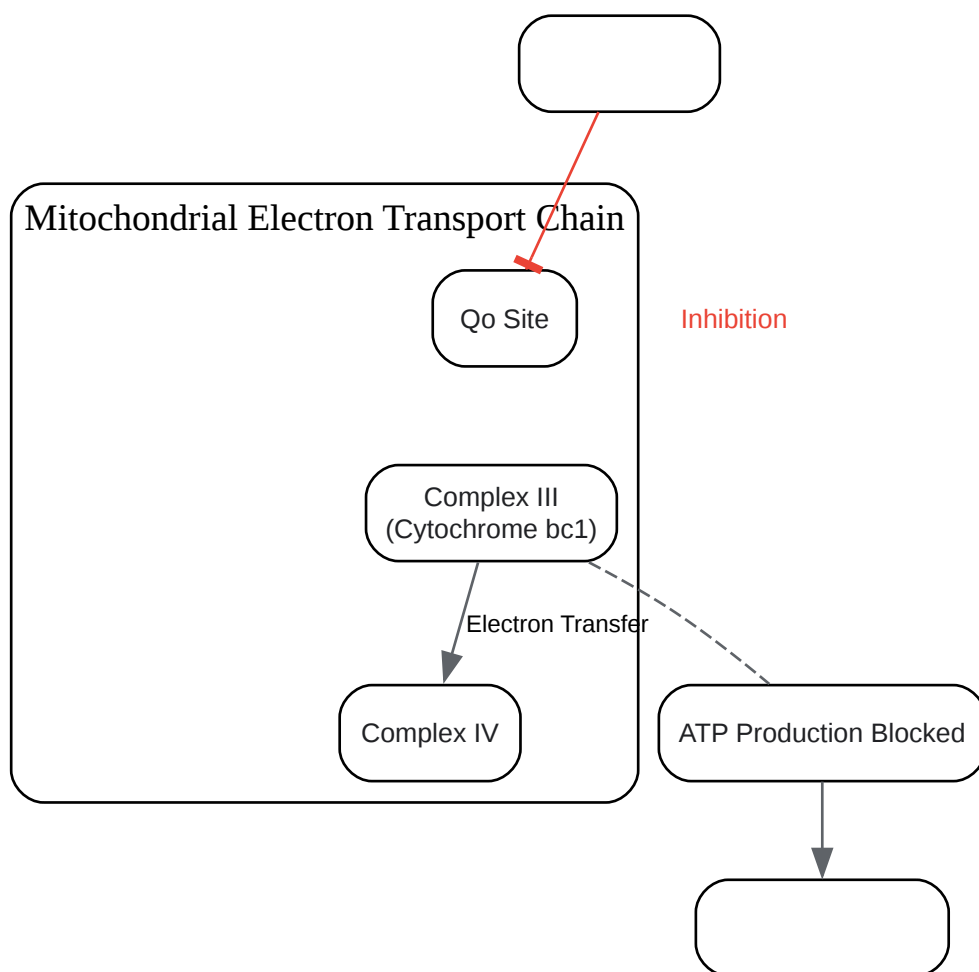 Mitochondrial Electron Transport Chain
Qo Site
Inhibition
Complex III
(Cytochrome bc1)
Electron Transfer
Complex IV
ATP Production Blocked